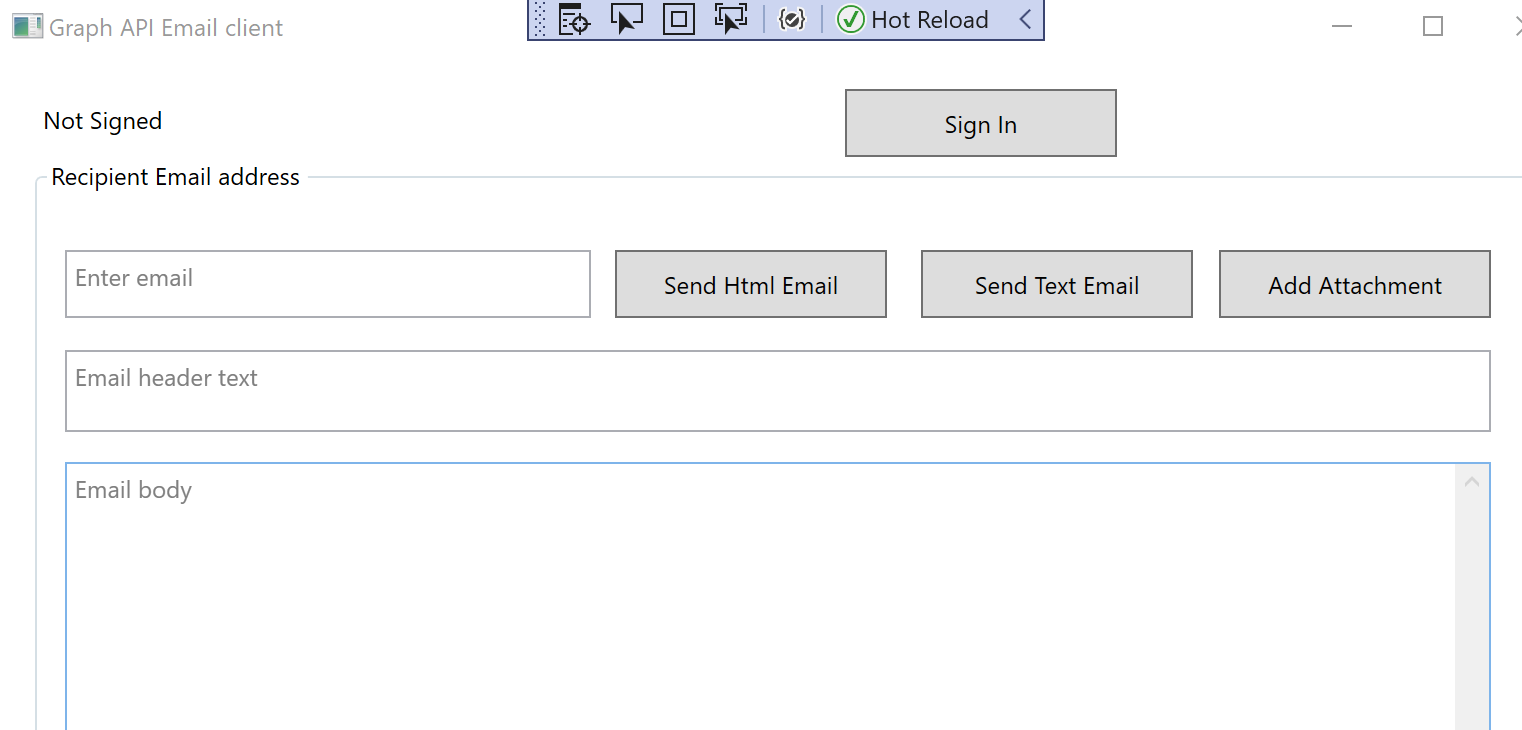 Graph API Email client
Hot Reload
Not Signed
Sign In
Recipient Email address
Enter email
Send Html Email
Send Text Email
Add Attachment
Email header text
Email body